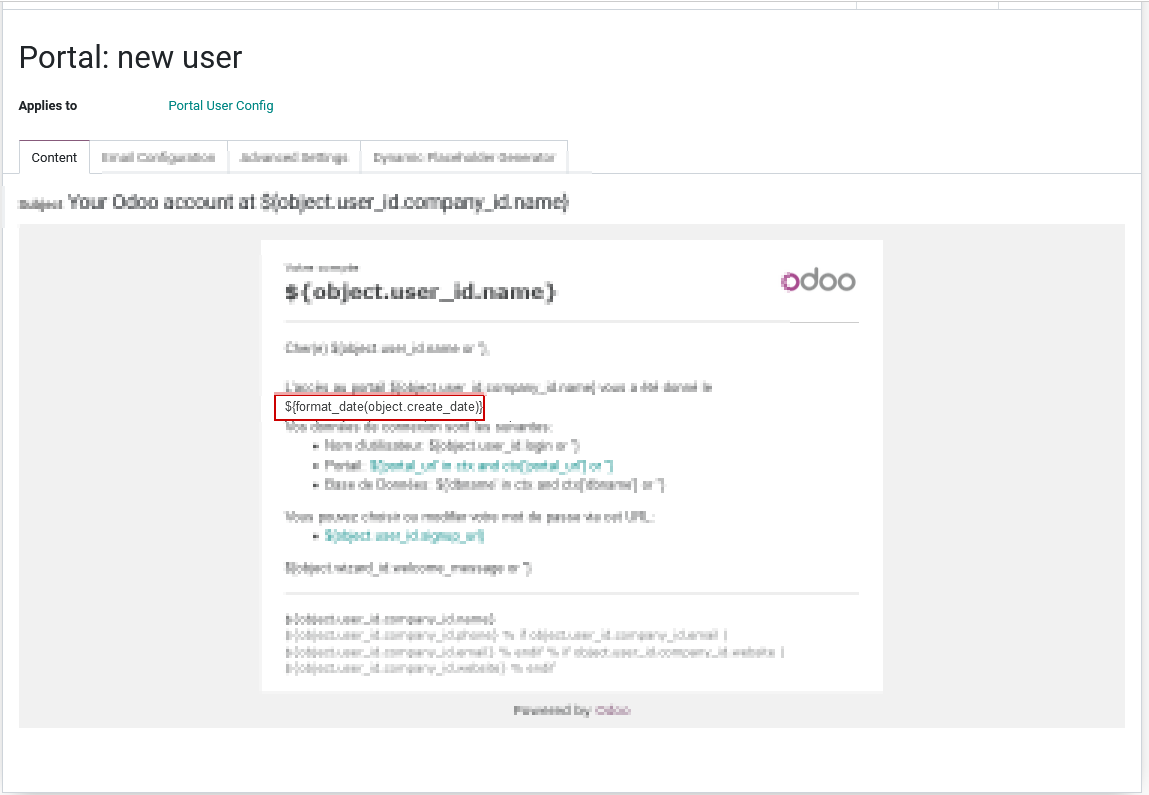 Portal: new user
Applies to
Portal User Config
Content
Email Configuration
Advanced Settings
Dynamic Placeholder Generator
Subject Your Odoo account at ${object.user_id.company_id.name}
Votre compte
odoo
${object.user_id.name}
Cher(e) ${object.user_id.name or ''},
L'accès au portail ${object.user_id.company_id.name} vous a été donné le
${format_date(object.create_date)}
Vos données de connexion sont les suivantes:
Nom d'utilisateur: ${object.user_id.login or ''}
Portail: ${'portal_url' in ctx and ctx['portal_url'] or ''}
Base de Données: ${'dbname' in ctx and ctx['dbname'] or ''}
Vous pouvez choisir ou modifier votre mot de passe via cet URL:
${object.user_id.signup_url}
${object.wizard_id.welcome_message or ''}
${object.user_id.company_id.name}
${object.user_id.company_id.phone} % if object.user_id.company_id.email |
${object.user_id.company_id.email} % endif % if object.user_id.company_id.website |
${object.user_id.company_id.website} % endif
Powered by Odoo